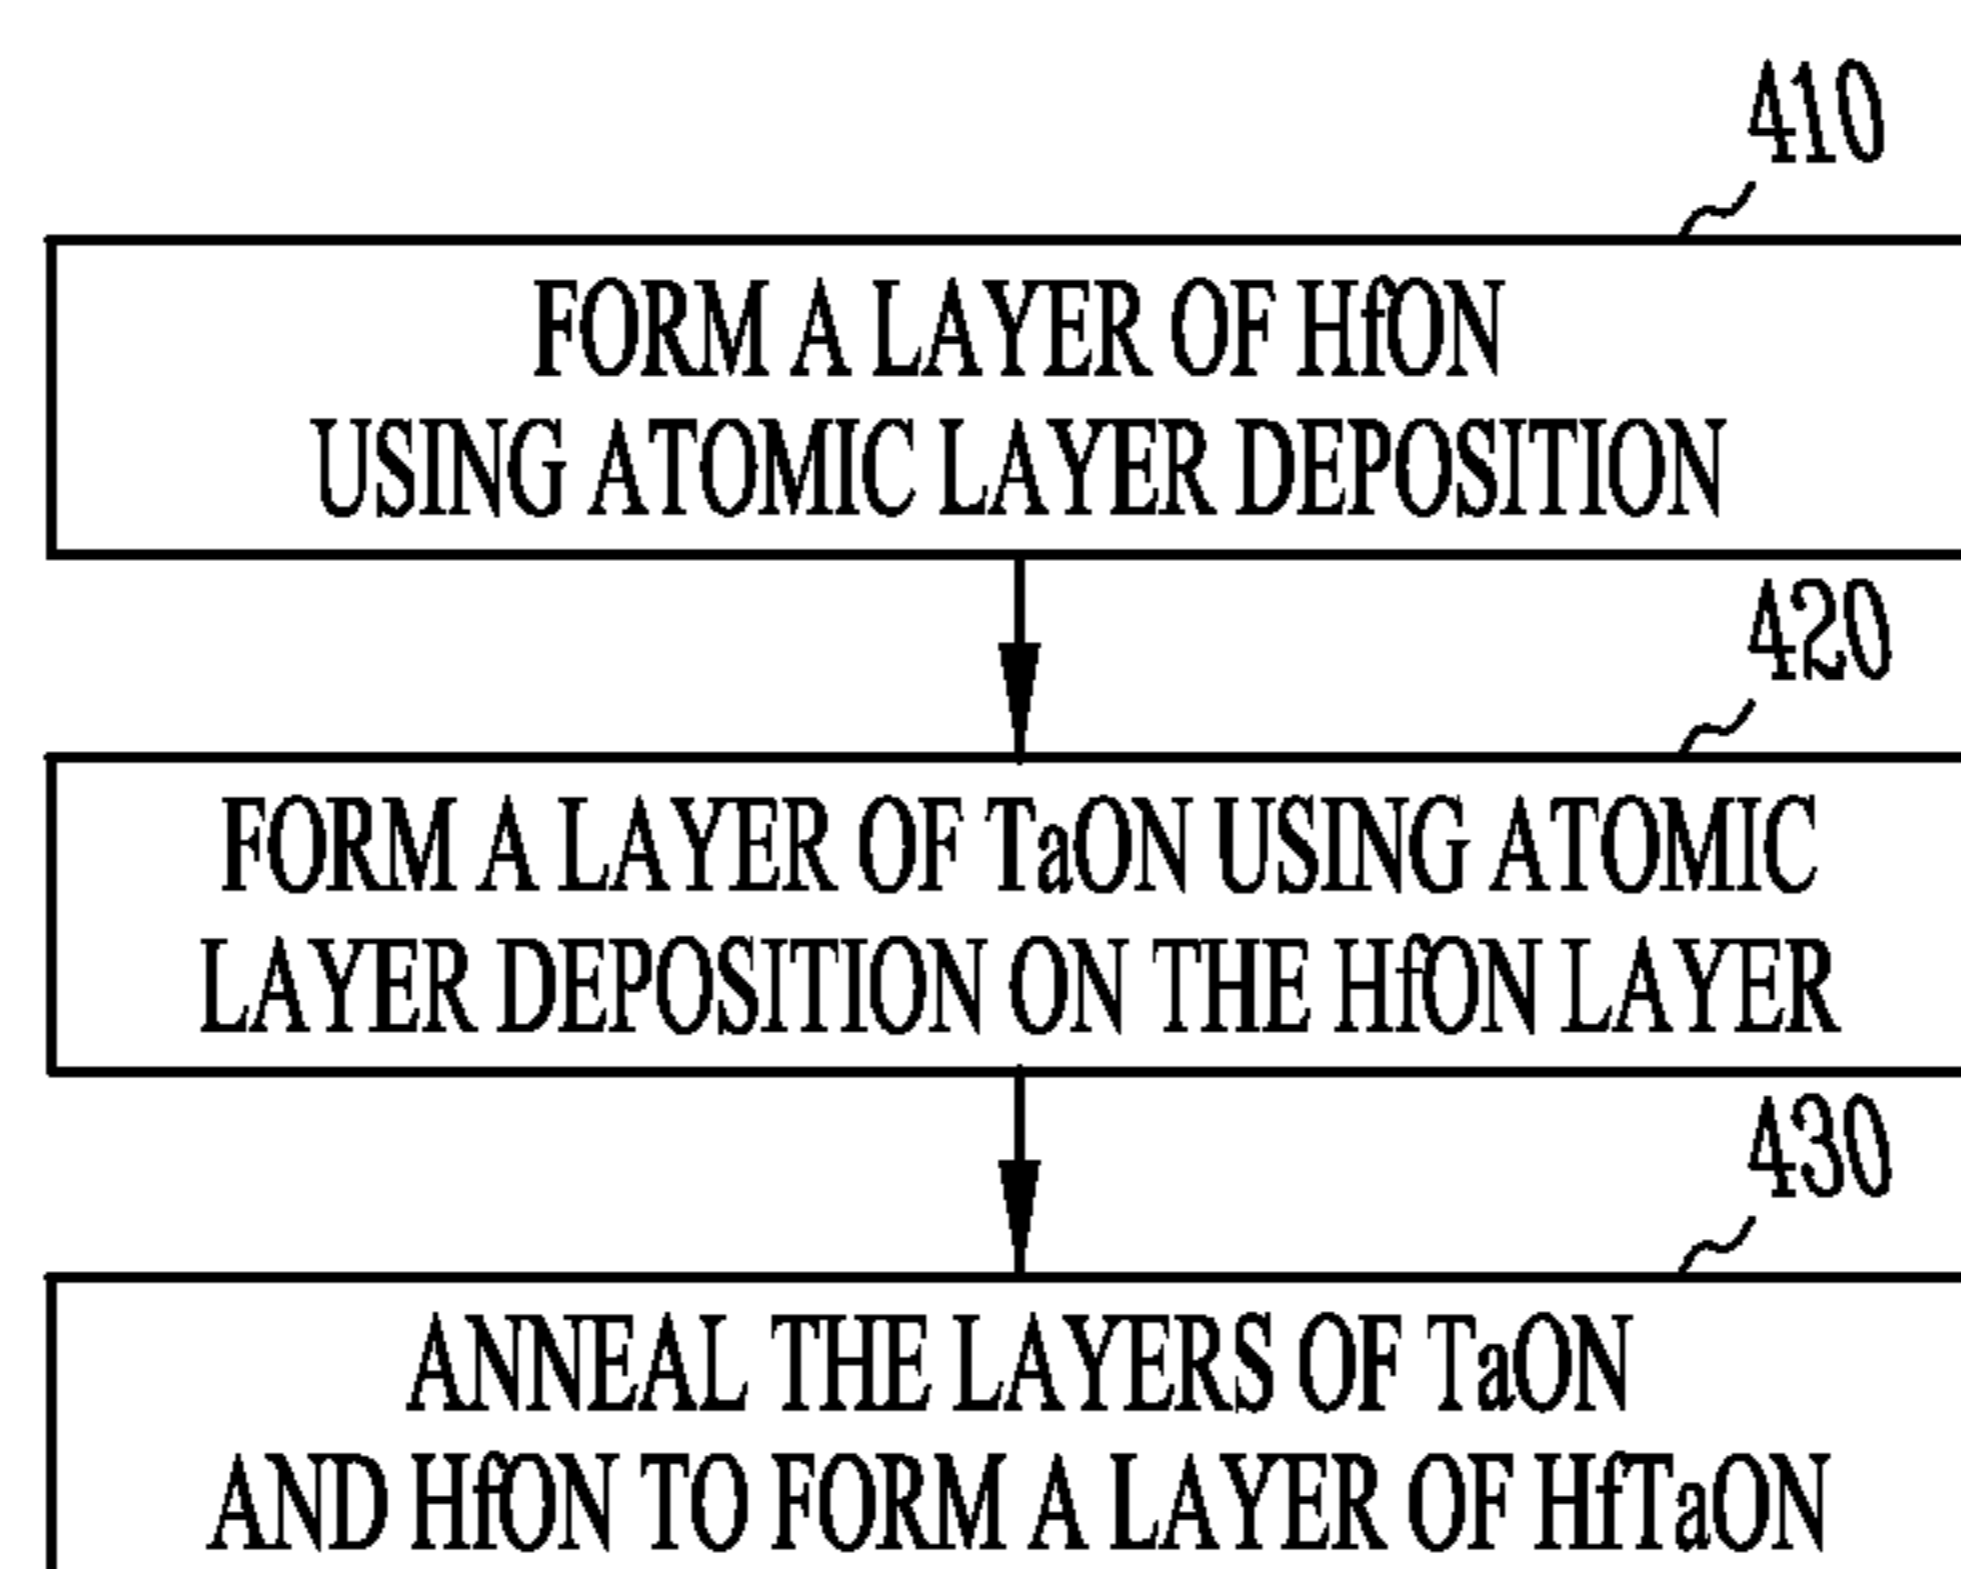 410
FORM A LAYER OF HfON
USING ATOMIC LAYER DEPOSITION
420
FORM A LAYER OF TaON USING ATOMIC
LAYER DEPOSITION ON THE HfON LAYER
430
ANNEAL THE LAYERS OF TaON
AND HfON TO FORM A LAYER OF HfTaON